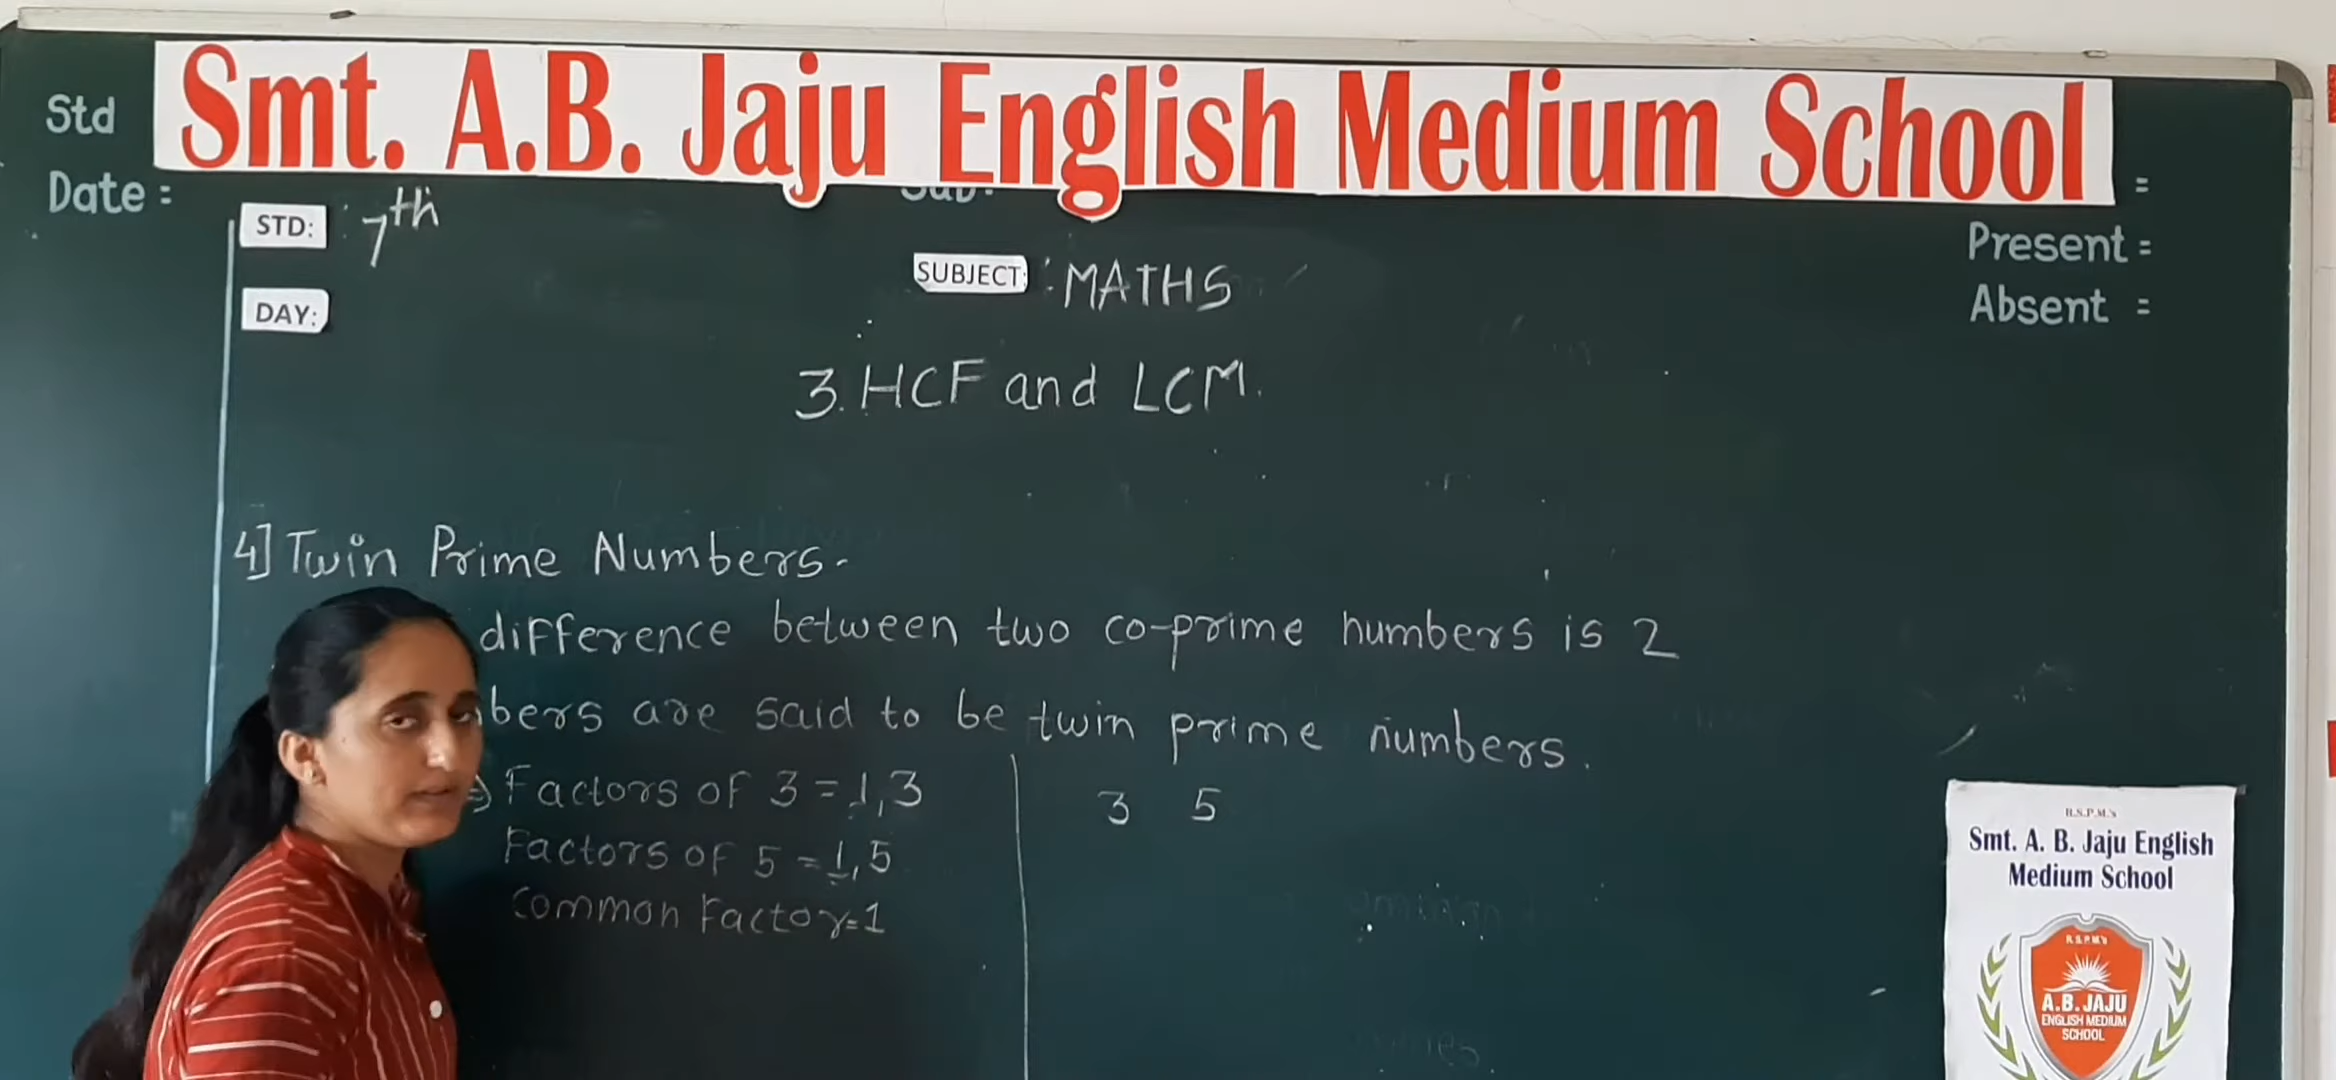 Smt. A.B. Jaju English Medium School
Std
Date :
=
STD: : 7th
Present =
SUBJECT: : MATHS
DAY:
Absent =
3. HCF and LCM.
4] Twin Prime Numbers.
difference between two co-prime numbers is 2
are said to be twin prime numbers.
Factors of 3 = 1, 3
3 5
Factors of 5 = 1, 5
Common Factor = 1
R.S.P.M.'s
Smt. A. B. Jaju English
Medium School
R.S.P.M's
A.B. JAJU
ENGLISH MEDIUM
SCHOOL